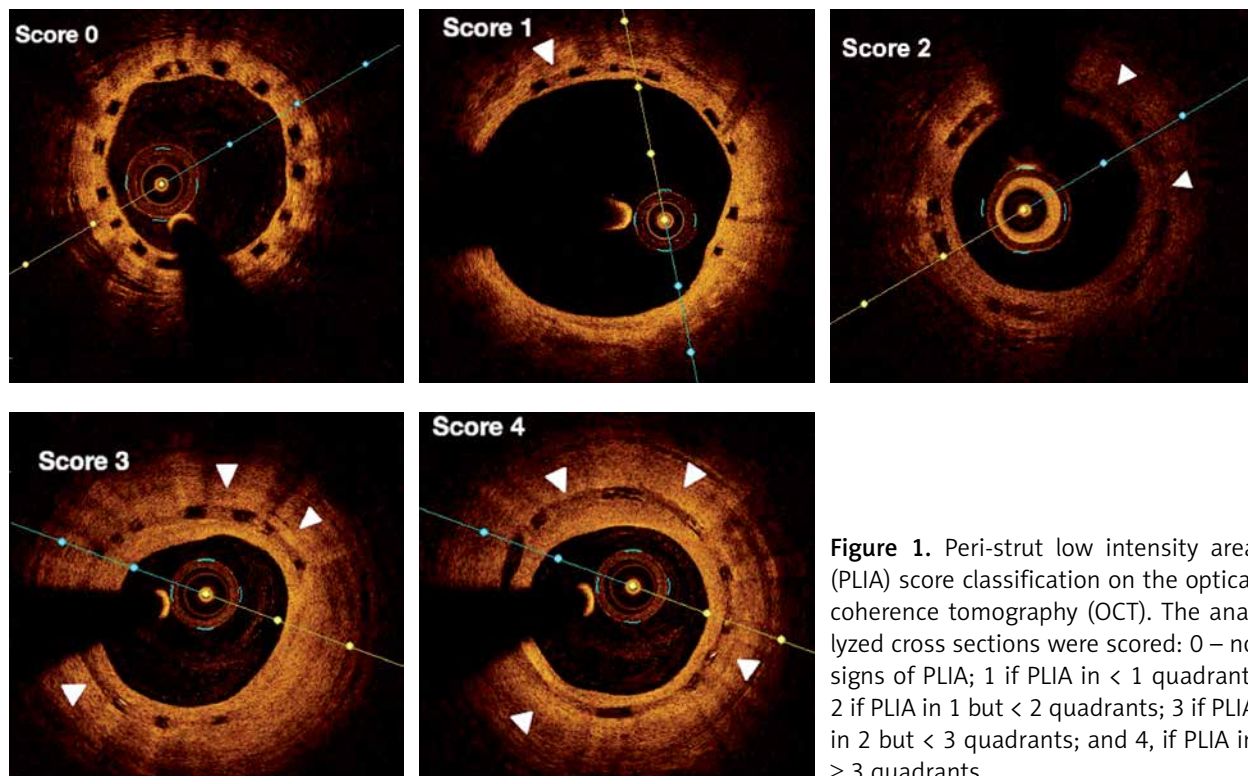 Score 0
Score 1
Score 2
Score 3
Score 4
Figure 1. Peri-strut low intensity area
(PLIA) score classification on the optical
coherence tomography (OCT). The ana-
lyzed cross sections were scored: 0 – no
signs of PLIA; 1 if PLIA in < 1 quadrant
2 if PLIA in 1 but < 2 quadrants; 3 if PLIA
in 2 but < 3 quadrants; and 4, if PLIA in
≥ 3 quadrants